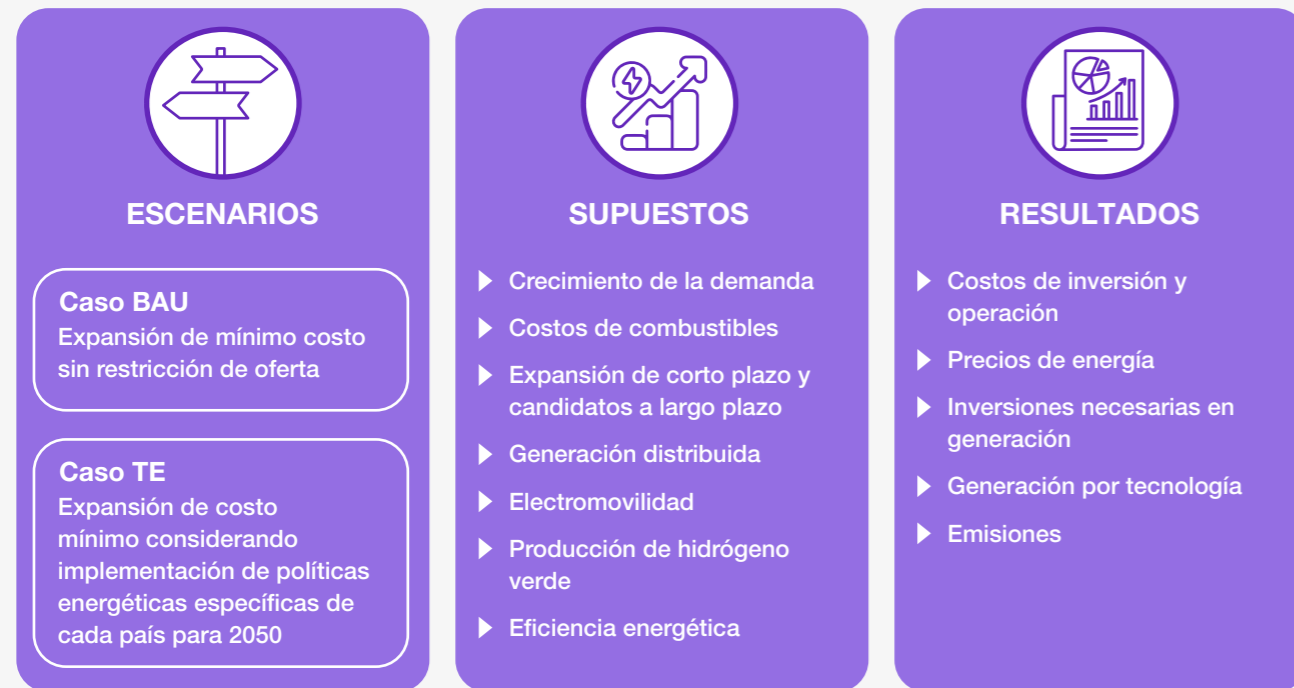 ESCENARIOS
Caso BAU
Expansión de mínimo costo
sin restricción de oferta
Caso TE
Expansión de costo
mínimo considerando
implementación de políticas
energéticas específicas de
cada país para 2050
SUPUESTOS
Crecimiento de la demanda
Costos de combustibles
Expansión de corto plazo y
candidatos a largo plazo
Generación distribuida
Electromovilidad
Producción de hidrógeno
verde
Eficiencia energética
RESULTADOS
Costos de inversión y
operación
Precios de energía
Inversiones necesarias en
generación
Generación por tecnología
Emisiones